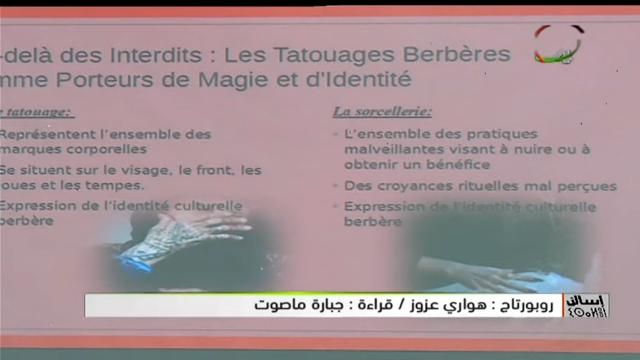 -delà des Interdits : Les Tatouages Berbères
mme Porteurs de Magie et d'Identité
e tatouage:
Représentent l'ensemble des
marques corporelles
Se situent sur le visage, le front, les
joues et les tempes.
Expression de l'identité culturelle
berbère
La sorcellerie:
• L'ensemble des pratiques
malveillantes visant à nuire ou à
obtenir un bénéfice
• Des croyances rituelles mal perçues
• Expression de l'identité culturelle
berbère
روبورتاج : هواري عزوز / قراءة : جبارة ماصوت
إسالن